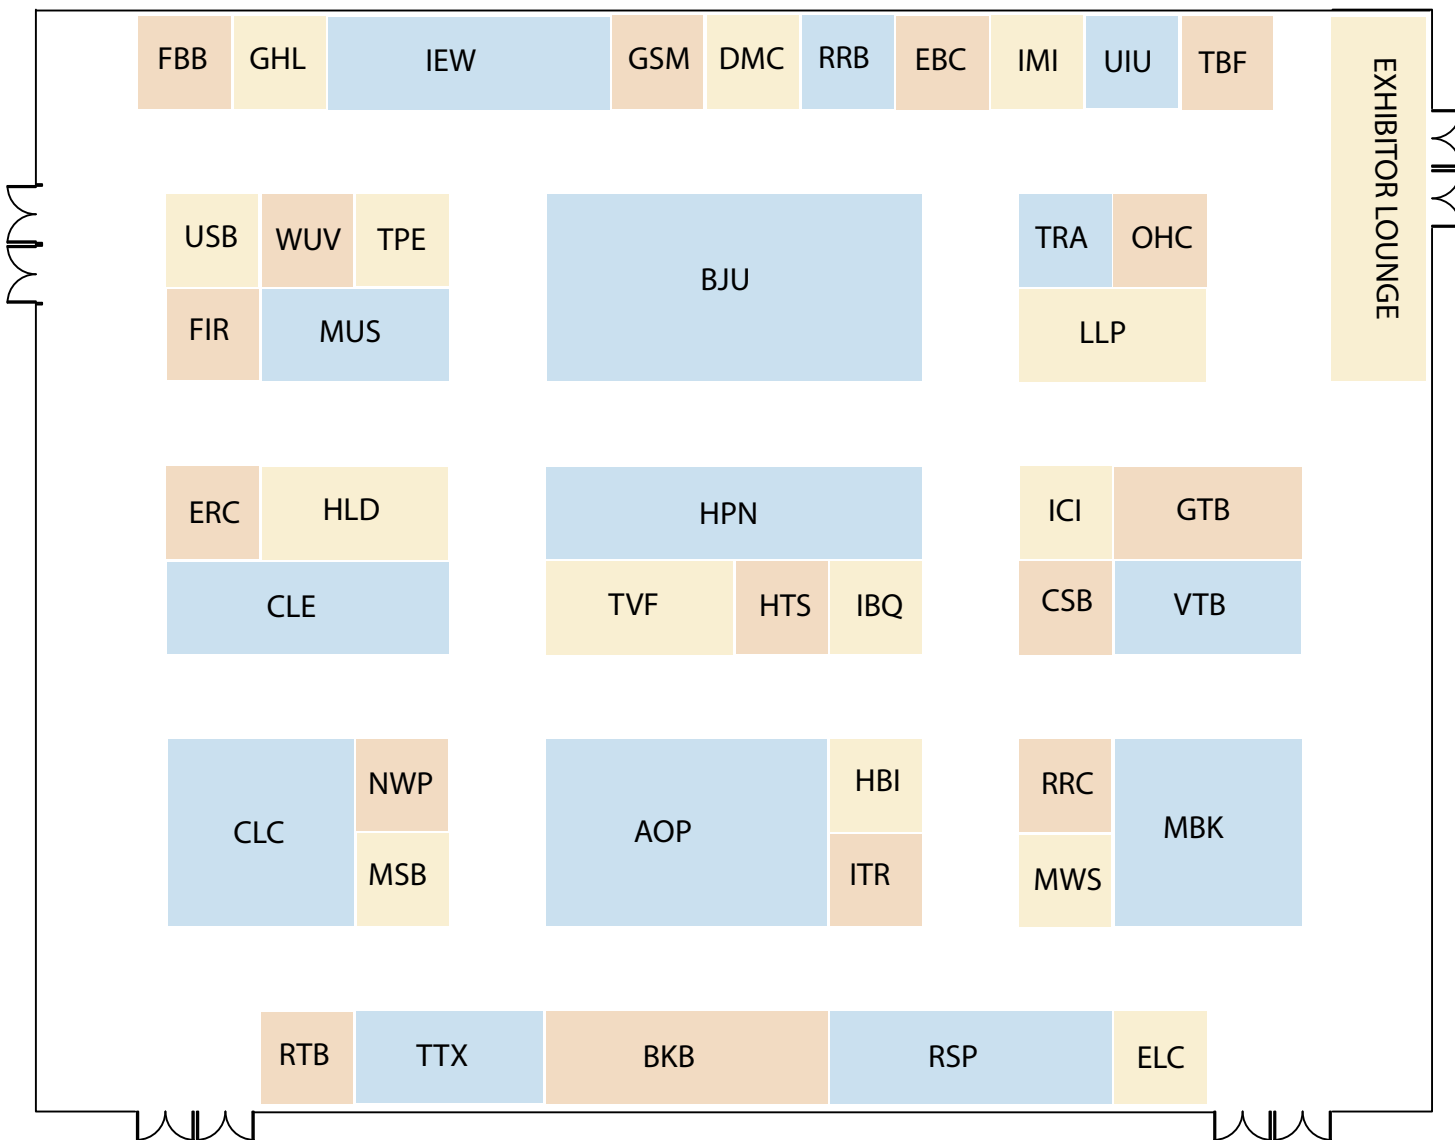 FBB GHL IEW GSM DMC RRB EBC IMI UIU TBF
EXHIBITOR LOUNGE
USB WUV TPE BJU TRA OHC
FIR MUS LLP
ERC HLD HPN ICI GTB
CLE TVF HTS IBQ CSB VTB
NWP HBI RRC
CLC AOP MBK
MSB ITR MWS
RTB TTX BKB RSP ELC